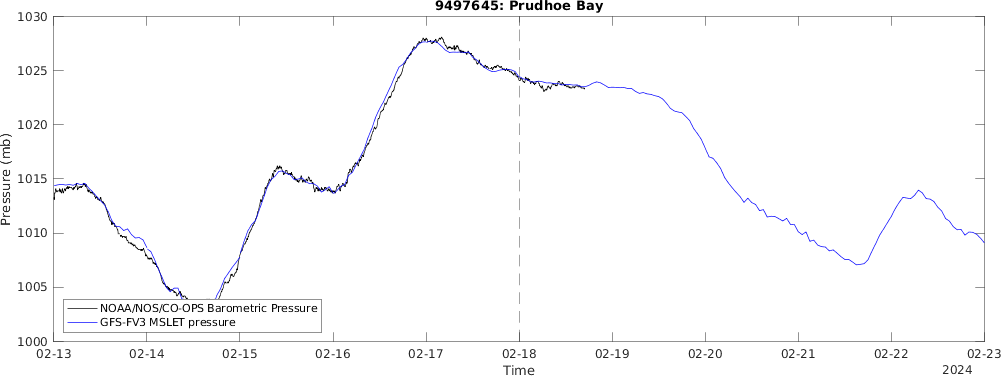 9497645: Prudhoe Bay
1030
1025
1020
1015
1010
1005
1000
Pressure (mb)
NOAA/NOS/CO-OPS Barometric Pressure
GFS-FV3 MSLET pressure
02-13 02-14 02-15 02-16 02-17 02-18 02-19 02-20 02-21 02-22 02-23
Time
2024